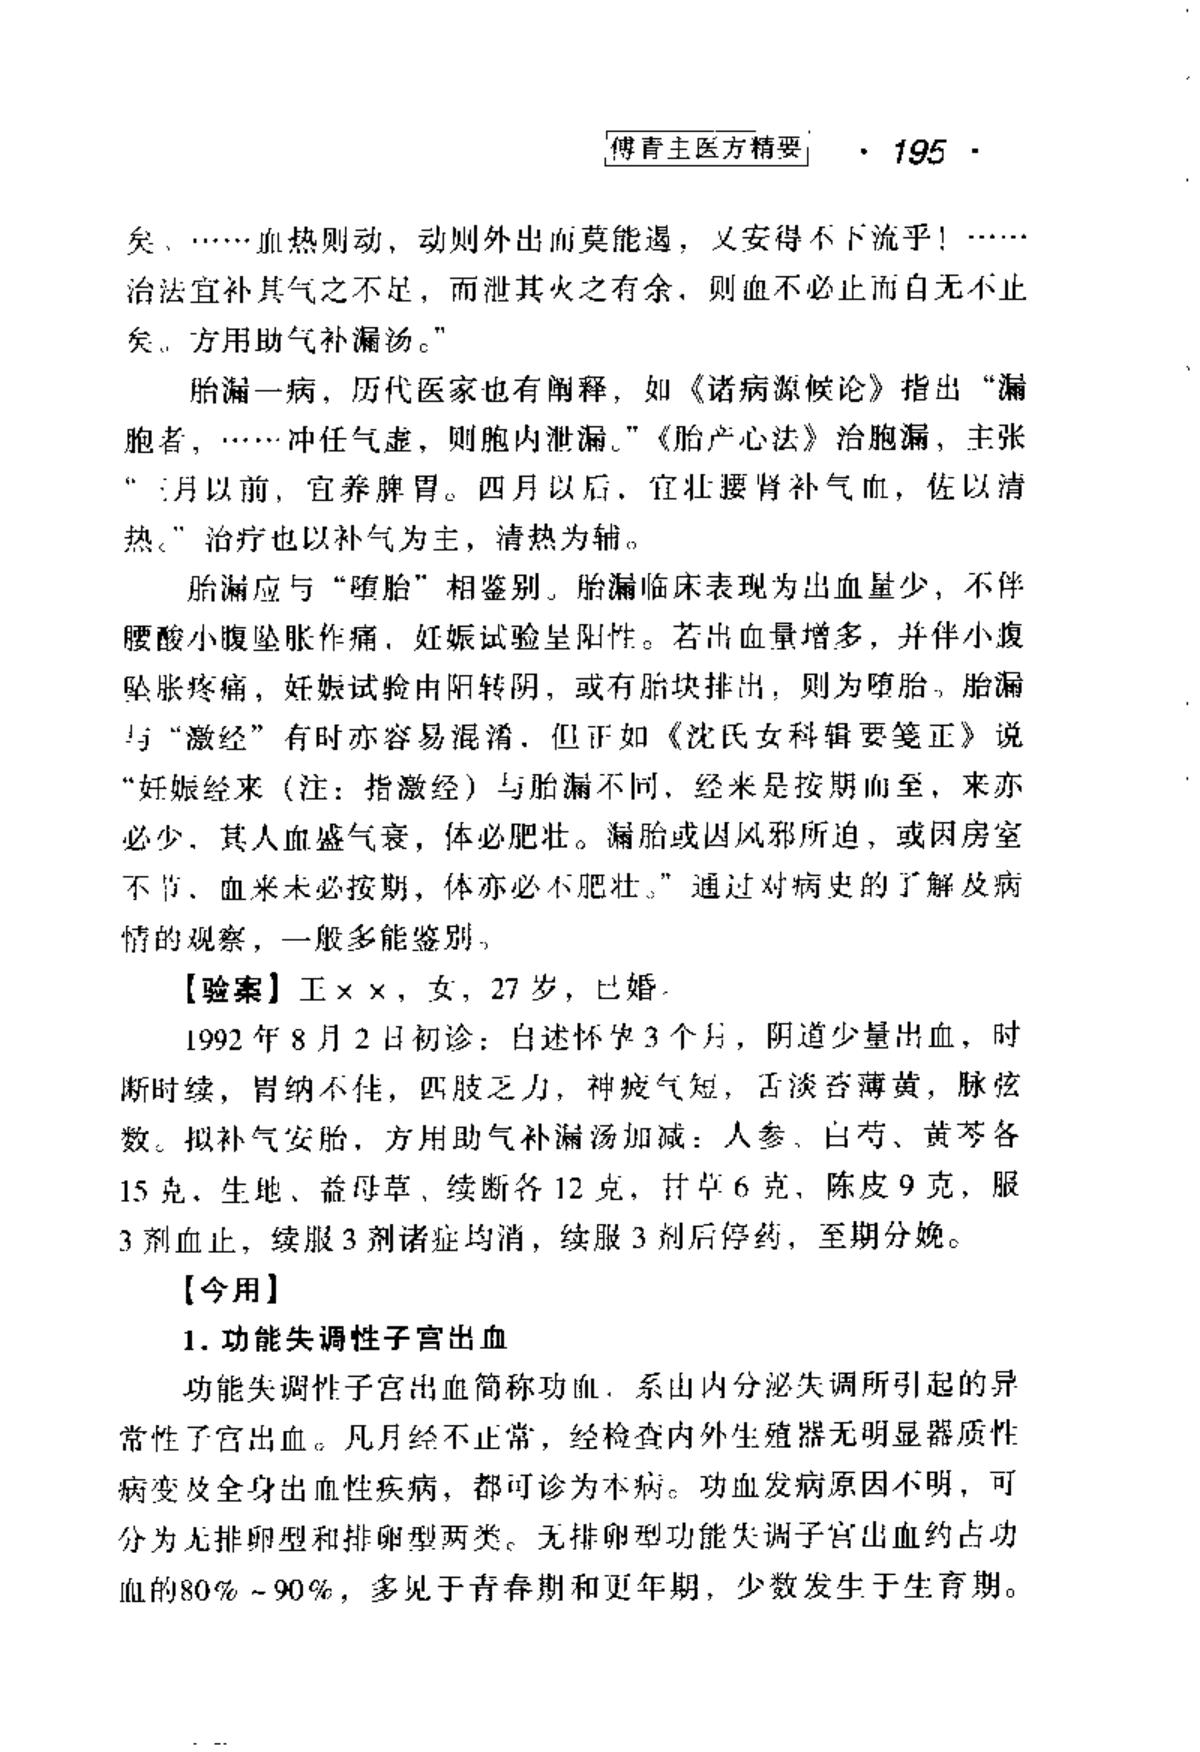 傅青主医方精要 · 195 ·
矣、……血热则动，动则外出而莫能遏，又安得不下流乎！……
治法宜补其气之不足，而泄其火之有余，则血不必止而自无不止
矣。方用助气补漏汤。”
胎漏一病，历代医家也有阐释，如《诸病源候论》指出“漏
胞者，……冲任气虚，则胞内泄漏。”《胎产心法》治胞漏，主张
“三月以前，宜养脾胃。四月以后，宜壮腰肾补气血，佐以清
热。”治疗也以补气为主，清热为辅。
胎漏应与“堕胎”相鉴别。胎漏临床表现为出血量少，不伴
腰酸小腹坠胀作痛，妊娠试验呈阳性。若出血量增多，并伴小腹
坠胀疼痛，妊娠试验由阳转阴，或有胎块排出，则为堕胎。胎漏
与“激经”有时亦容易混淆，但正如《沈氏女科辑要笺正》说
“妊娠经来（注：指激经）与胎漏不同，经来是按期而至，来亦
必少，其人血盛气衰，体必肥壮。漏胎或因风邪所迫，或因房室
不节，血来未必按期，体亦必不肥壮。”通过对病史的了解及病
情的观察，一般多能鉴别。
【验案】王××，女，27岁，已婚。
1992年8月2日初诊：自述怀孕3个月，阴道少量出血，时
断时续，胃纳不佳，四肢乏力，神疲气短，舌淡苔薄黄，脉弦
数。拟补气安胎，方用助气补漏汤加减：人参、白芍、黄芩各
15克，生地、益母草、续断各12克，甘草6克，陈皮9克，服
3剂血止，续服3剂诸症均消，续服3剂后停药，至期分娩。
【今用】
1. 功能失调性子宫出血
功能失调性子宫出血简称功血，系由内分泌失调所引起的异
常性子宫出血。凡月经不正常，经检查内外生殖器无明显器质性
病变及全身出血性疾病，都可诊为本病。功血发病原因不明，可
分为无排卵型和排卵型两类。无排卵型功能失调子宫出血约占功
血的80%~90%，多见于青春期和更年期，少数发生于生育期。